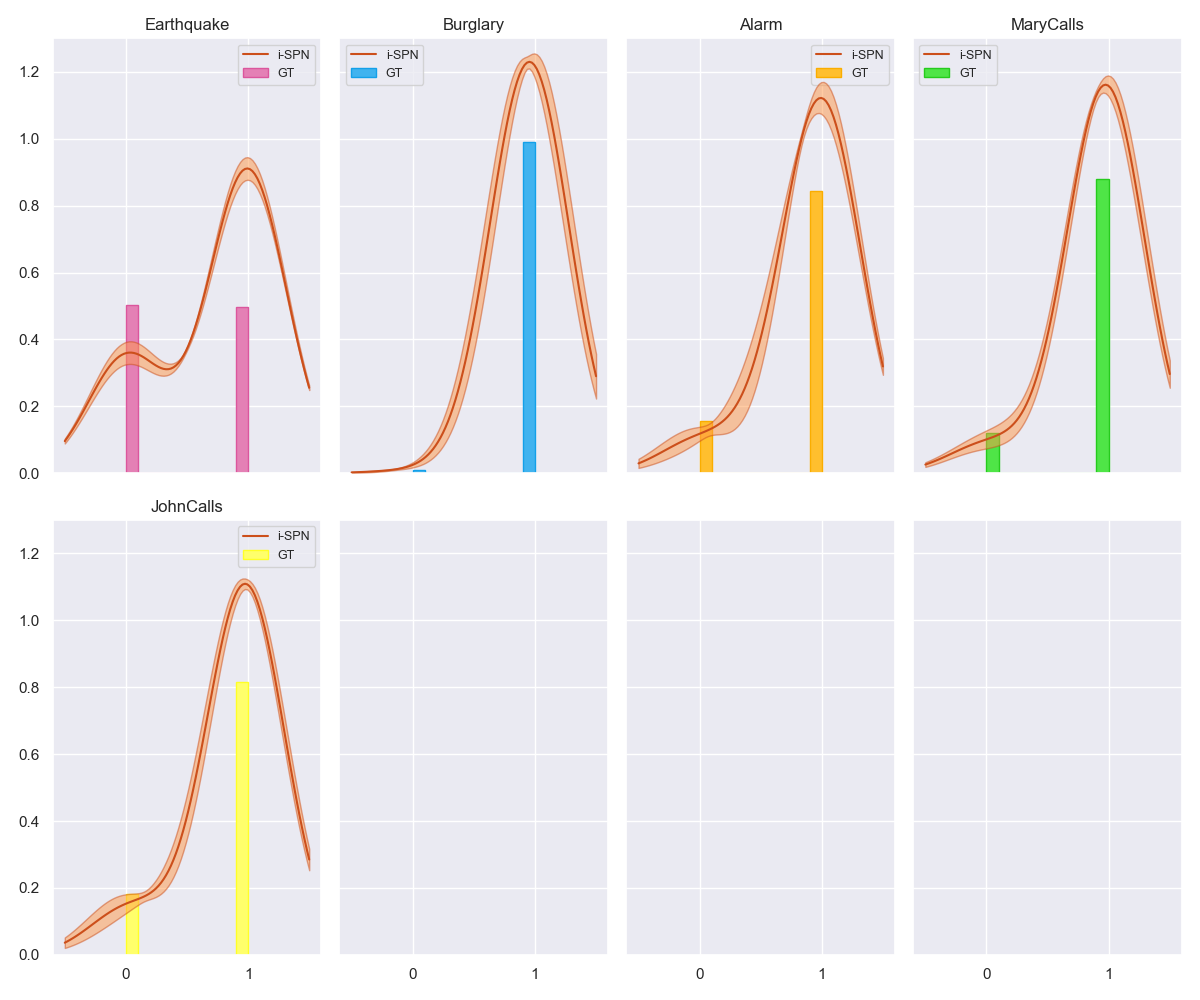 Earthquake
i-SPN
GT
Burglary
i-SPN
GT
Alarm
i-SPN
GT
MaryCalls
i-SPN
GT
1.2
1.0
0.8
0.6
0.4
0.2
0.0
JohnCalls
i-SPN
GT
1.2
1.0
0.8
0.6
0.4
0.2
0.0
0 1
0 1
0 1
0 1